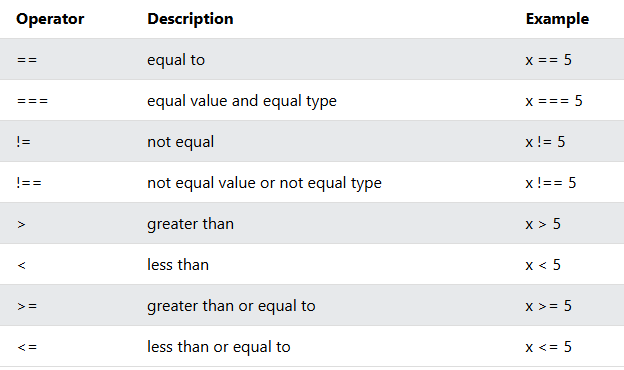 Operator Description Example
== equal to x == 5
=== equal value and equal type x === 5
!= not equal x != 5
!== not equal value or not equal type x !== 5
> greater than x > 5
< less than x < 5
>= greater than or equal to x >= 5
<= less than or equal to x <= 5